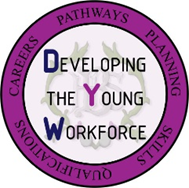 CAREERS PATHWAYS PLANNING SKILLS QUALIFICATIONS
DEVELOPING
THE YOUNG
WORKFORCE